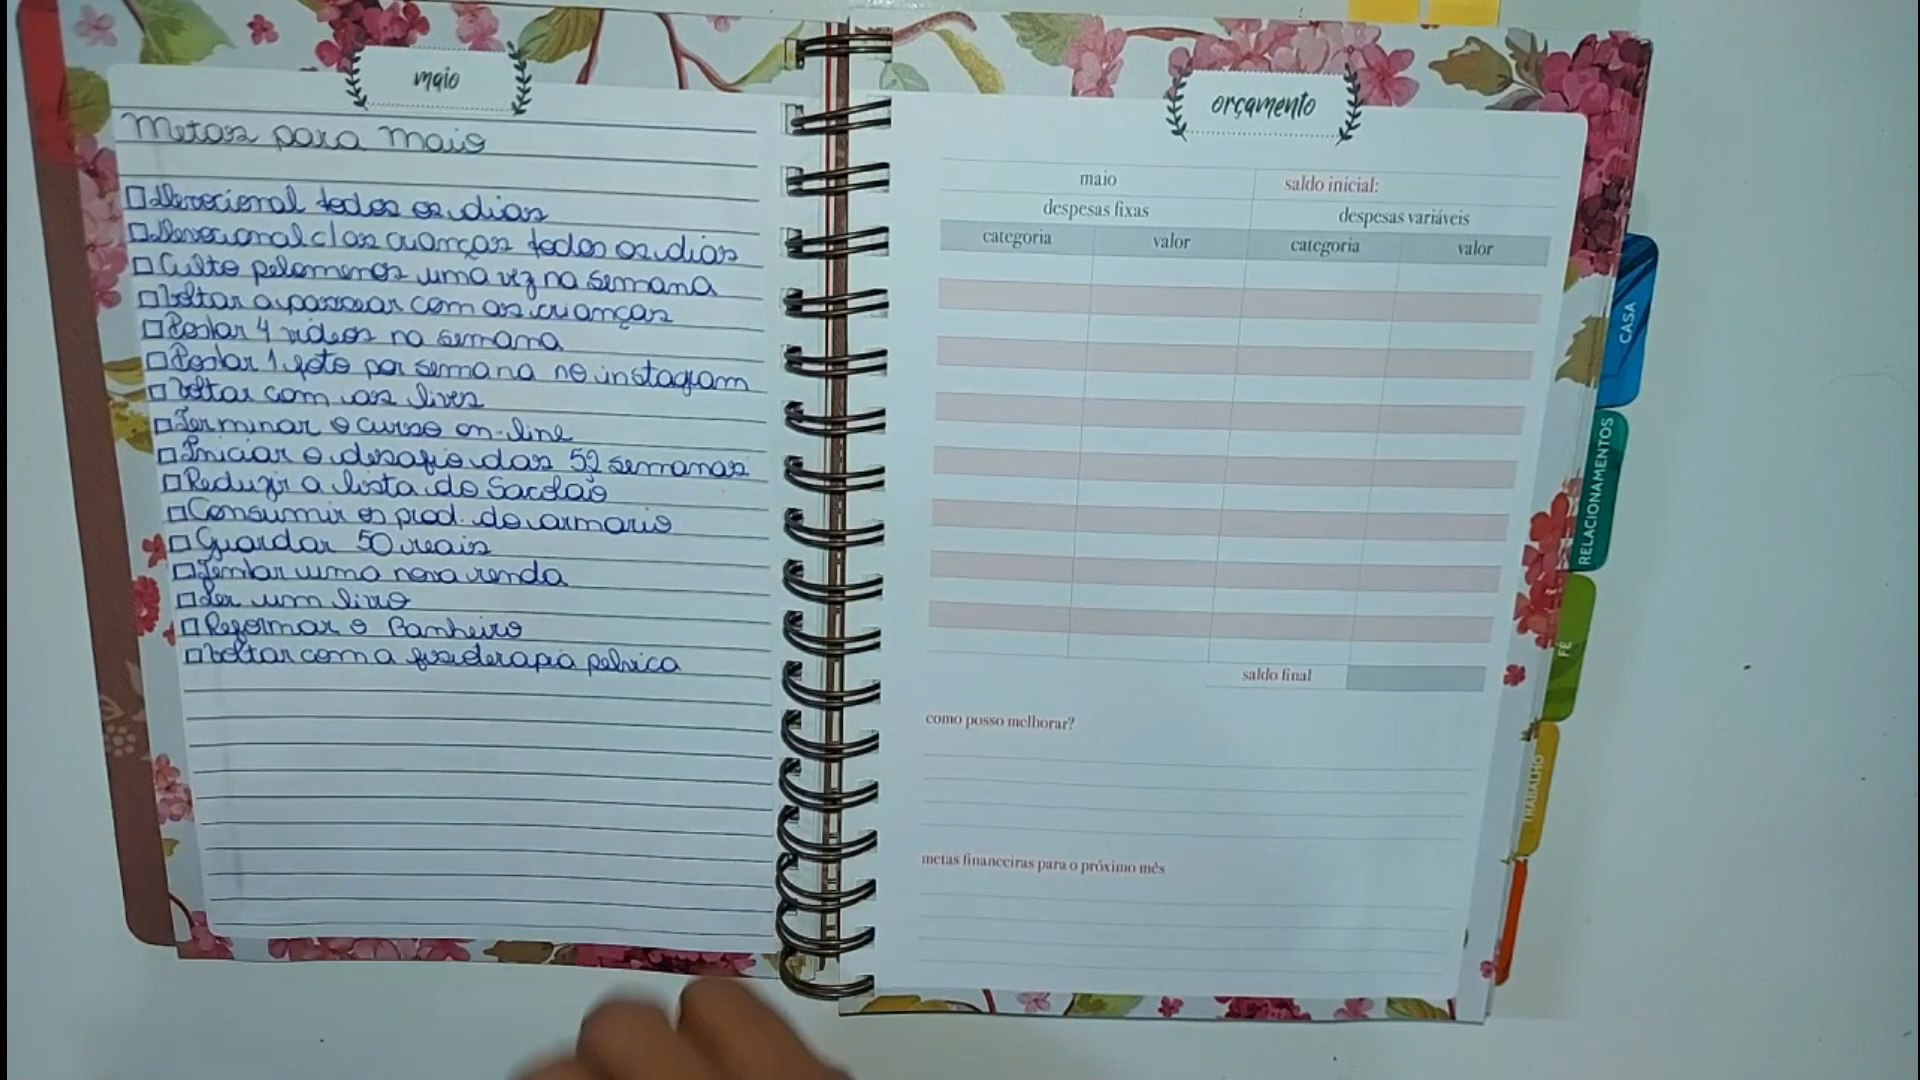 maio
Metas para Maio
Devocional todos os dias
Devocional das crianças todos os dias
Culto pelomenos uma vez na semana
Voltar a passear com as crianças
Postar 4 videos na semana
Postar 1 foto por semana no instagram
Voltar com as lives
Terminar o curso on-line
Iniciar o desafio das 52 semanas
Reduzir a lista do Sacolão
Consumir os prod. do armario
Guardar 50 reais
Tentar uma nova renda
Ler um livro
Reformar o Banheiro
Voltar com a fisioterapia pelvica
orçamento
maio saldo inicial:
despesas fixas despesas variáveis
categoria valor categoria valor
saldo final
como posso melhorar?
metas financeiras para o próximo mês
CASA
RELACIONAMENTOS
FÉ
TRABALHO